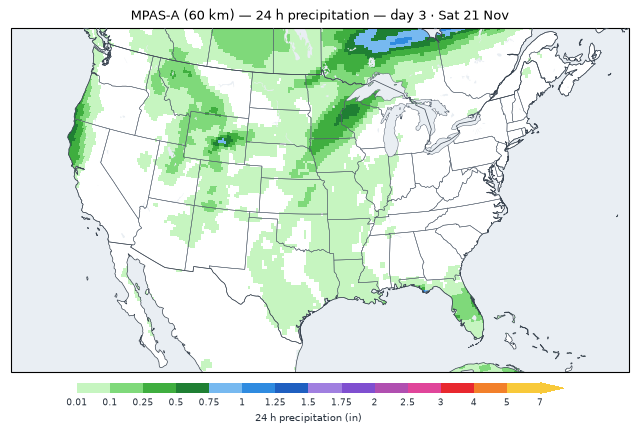 MPAS-A (60 km) — 24 h precipitation — day 3 · Sat 21 Nov
0.01 0.1 0.25 0.5 0.75 1 1.25 1.5 1.75 2 2.5 3 4 5 7
24 h precipitation (in)